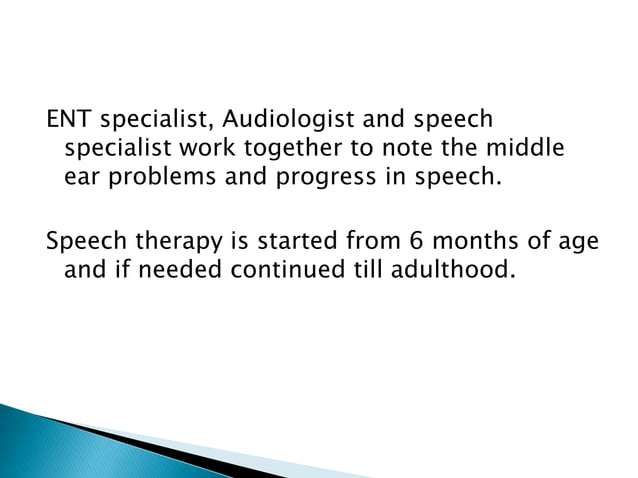 ENT specialist, Audiologist and speech
specialist work together to note the middle
ear problems and progress in speech.
Speech therapy is started from 6 months of age
and if needed continued till adulthood.